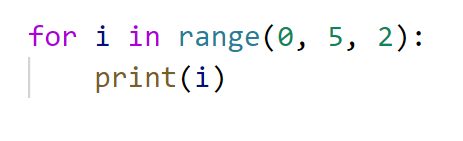 for i in range(0, 5, 2):
    print(i)